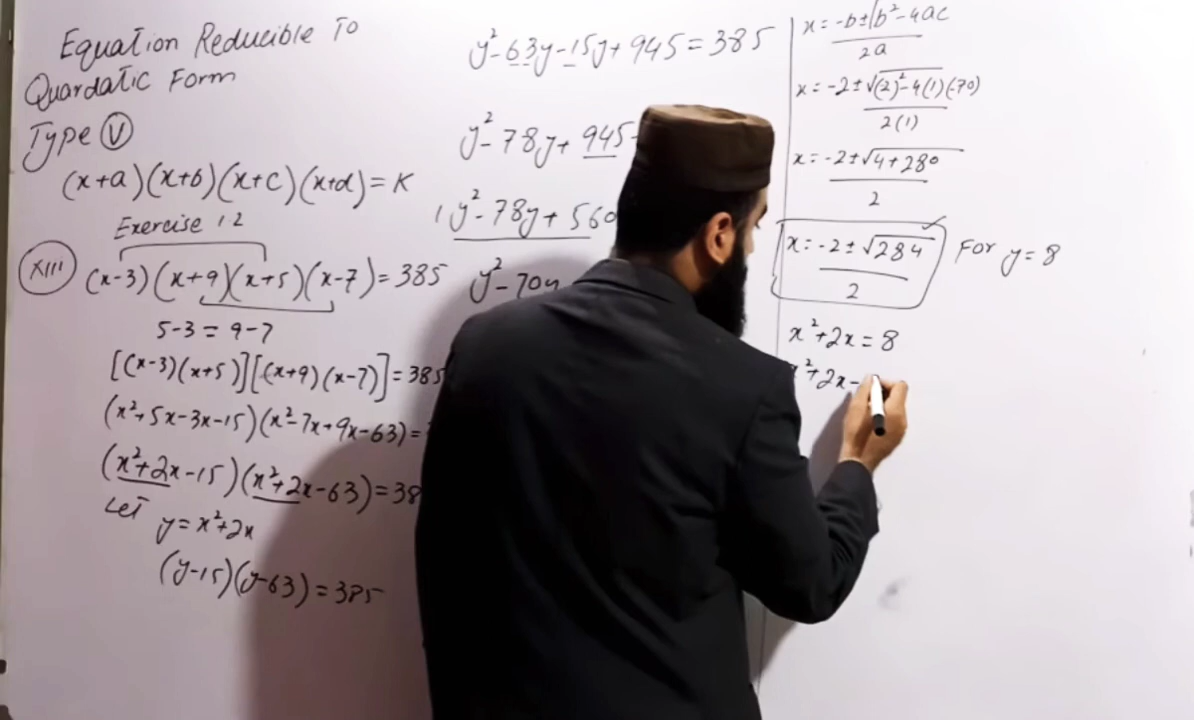 Equation Reducible To
Quardatic Form
Type Ⓥ
(x+a)(x+b)(x+c)(x+d)=K
Exercise 1.2
XIII (x-3)(x+9)(x+5)(x-7)=385
5-3=9-7
[(x-3)(x+5)][(x+9)(x-7)]=385
(x²+5x-3x-15)(x²-7x+9x-63)=
(x²+2x-15)(x²+2x-63)=38
Let y=x²+2x
(y-15)(y-63)=385
y²-63y-15y+945=385
y²-78y+945-
1y²-78y+560
y²-70y
x=-b±√b²-4ac
2a
x=-2±√(2)²-4(1)(-70)
2(1)
x=-2±√4+280
2
x=-2±√284
2
For y=8
x²+2x=8
x²+2x-